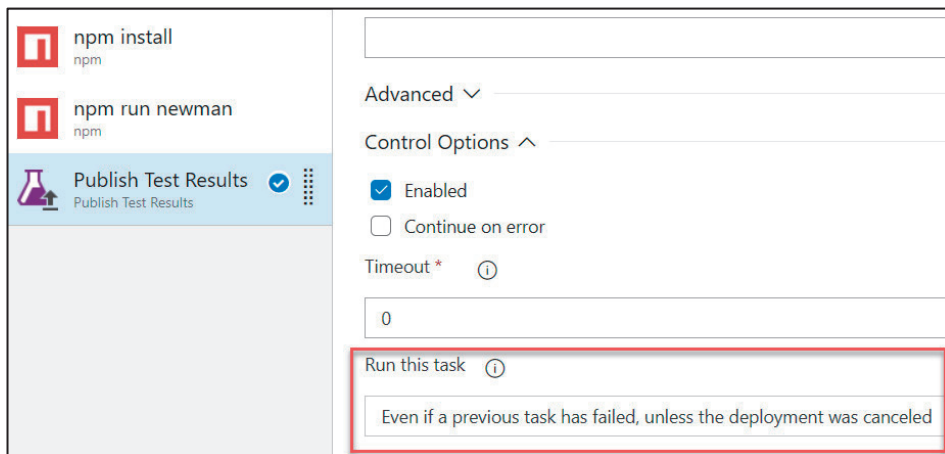 npm install
npm
npm run newman
npm
Publish Test Results
Publish Test Results
Advanced
Control Options
Enabled
Continue on error
Timeout *
0
Run this task
Even if a previous task has failed, unless the deployment was canceled